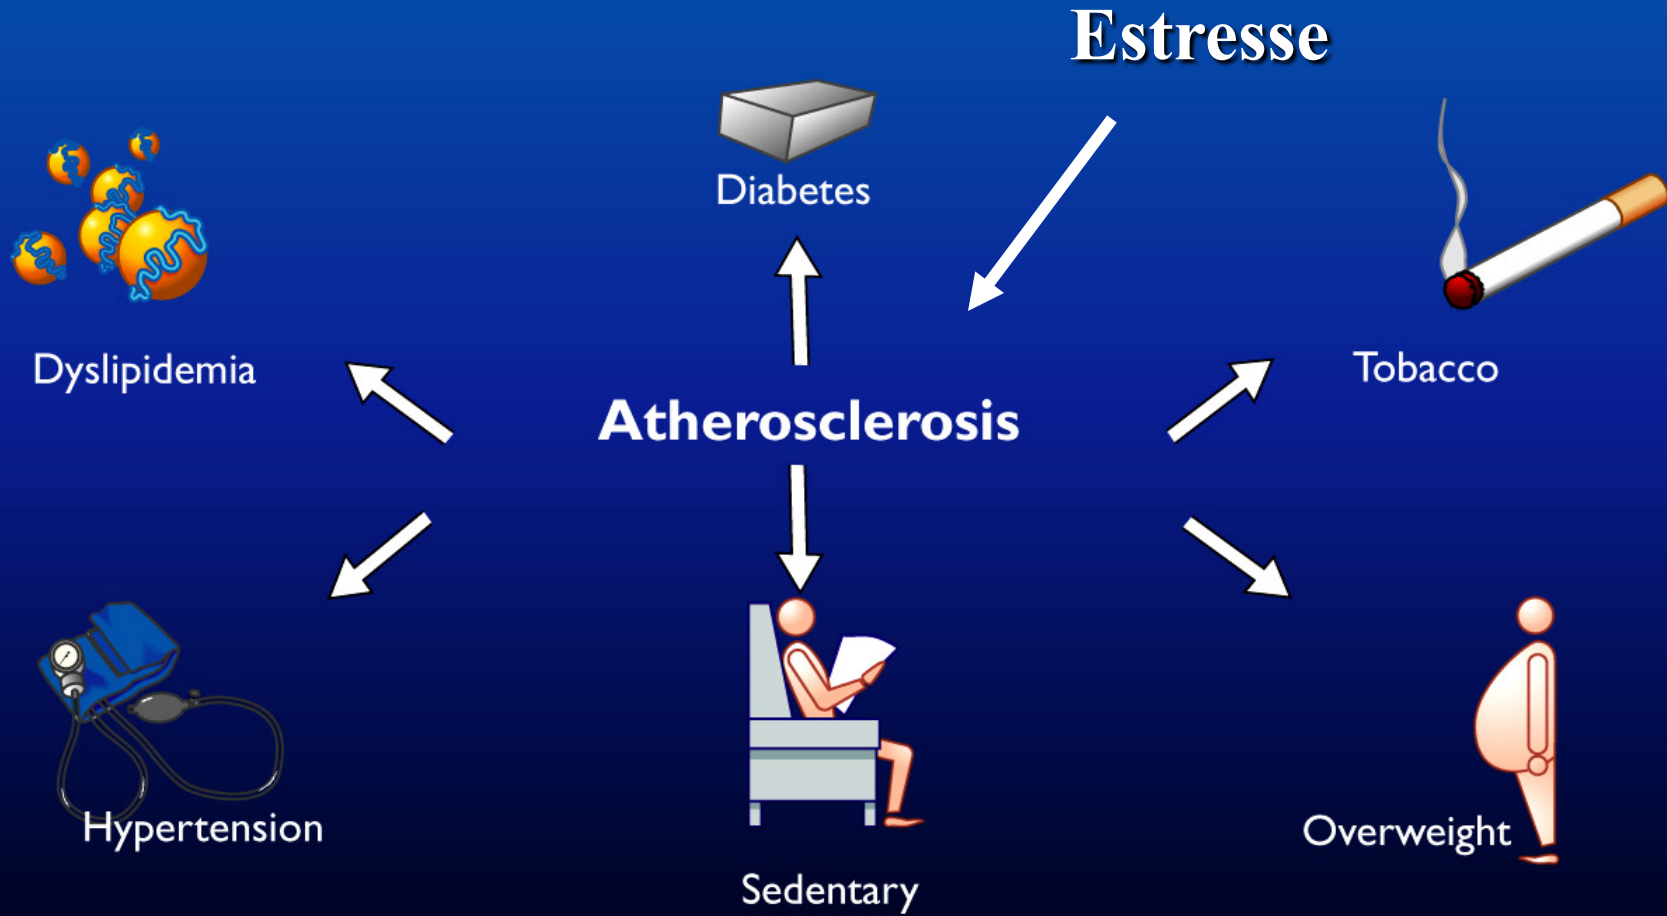 Estresse
Diabetes
Dyslipidemia
Tobacco
Atherosclerosis
Hypertension
Overweight
Sedentary